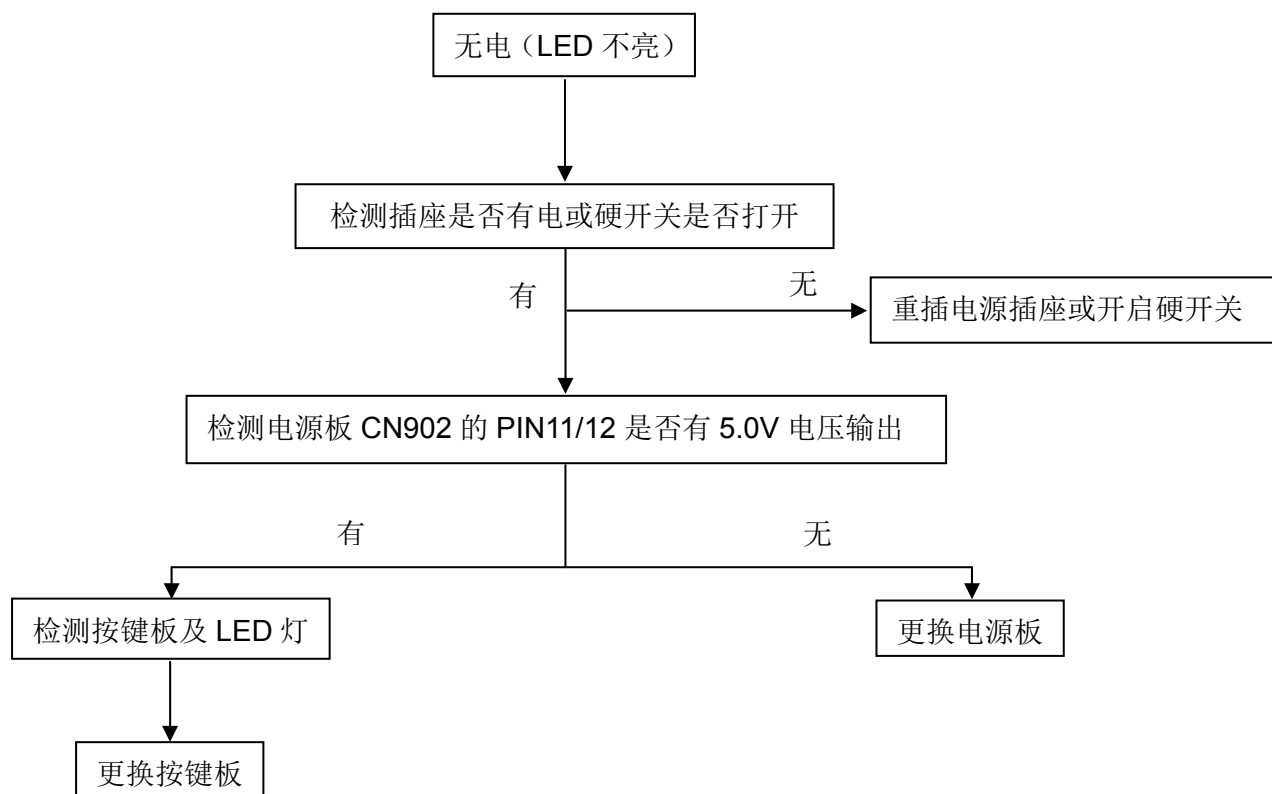 无电（LED 不亮）
检测插座是否有电或硬开关是否打开
有
无
重插电源插座或开启硬开关
检测电源板 CN902 的 PIN11/12 是否有 5.0V 电压输出
有
无
检测按键板及 LED 灯
更换电源板
更换按键板